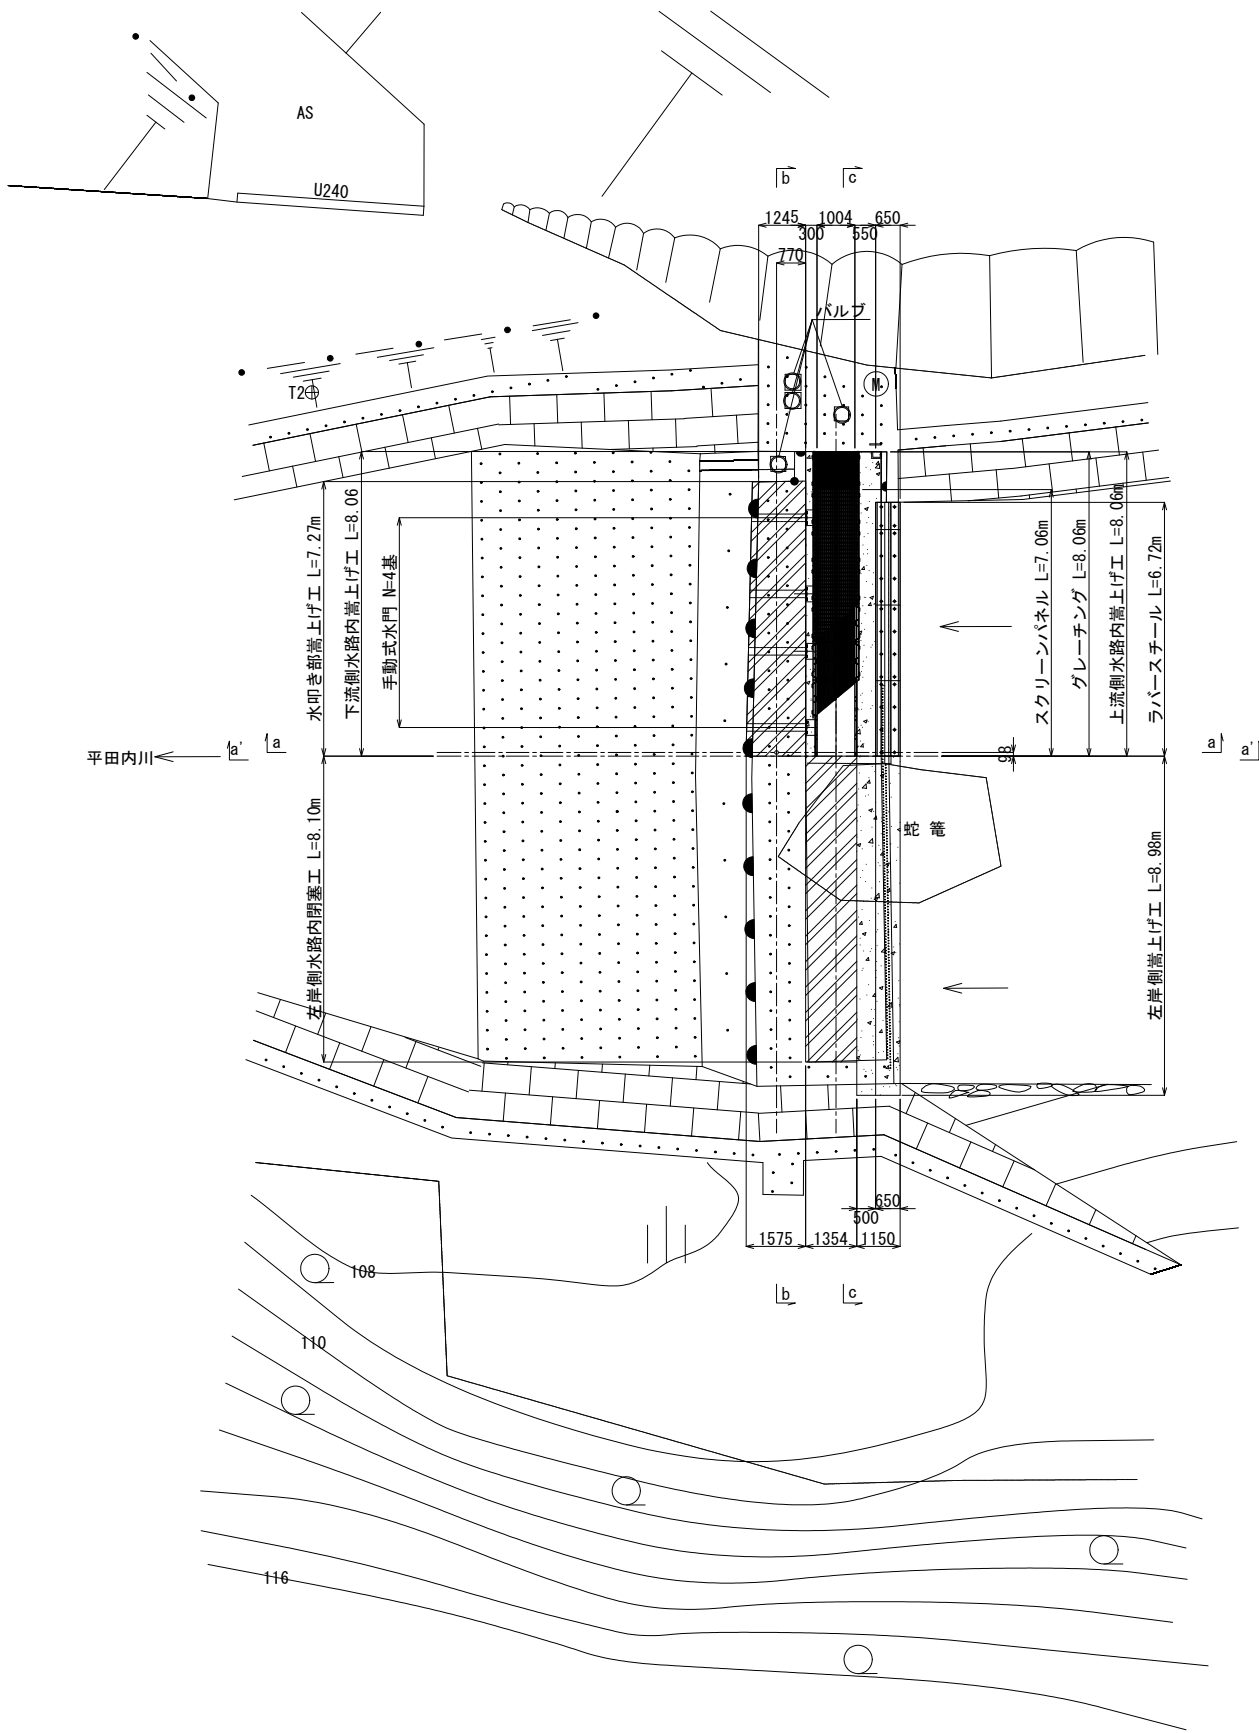 AS
U240
b
c
1245
1004
650
300
550
770
バルブ
T2
M
水叩き部嵩上げ工 L=7.27m
下流側水路内嵩上げ工 L=8.06
手動式水門 N=4基
スクリーンパネル L=7.06m
グレーチング L=8.06m
上流側水路内嵩上げ工 L=8.06m
ラバースチール L=6.72m
平田内川
a'
a
a
a'
98
蛇 篭
左岸側水路内閉塞工 L=8.10m
左岸側嵩上げ工 L=8.98m
650
500
1575
1354
1150
b
c
108
110
116